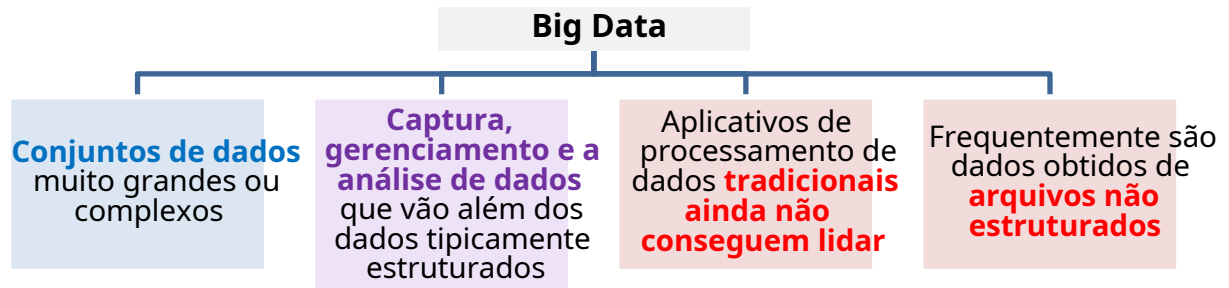 Big Data
Conjuntos de dados
muito grandes ou
complexos
Captura,
gerenciamento e a
análise de dados
que vão além dos
dados tipicamente
estruturados
Aplicativos de
processamento de
dados tradicionais
ainda não
conseguem lidar
Frequentemente são
dados obtidos de
arquivos não
estruturados